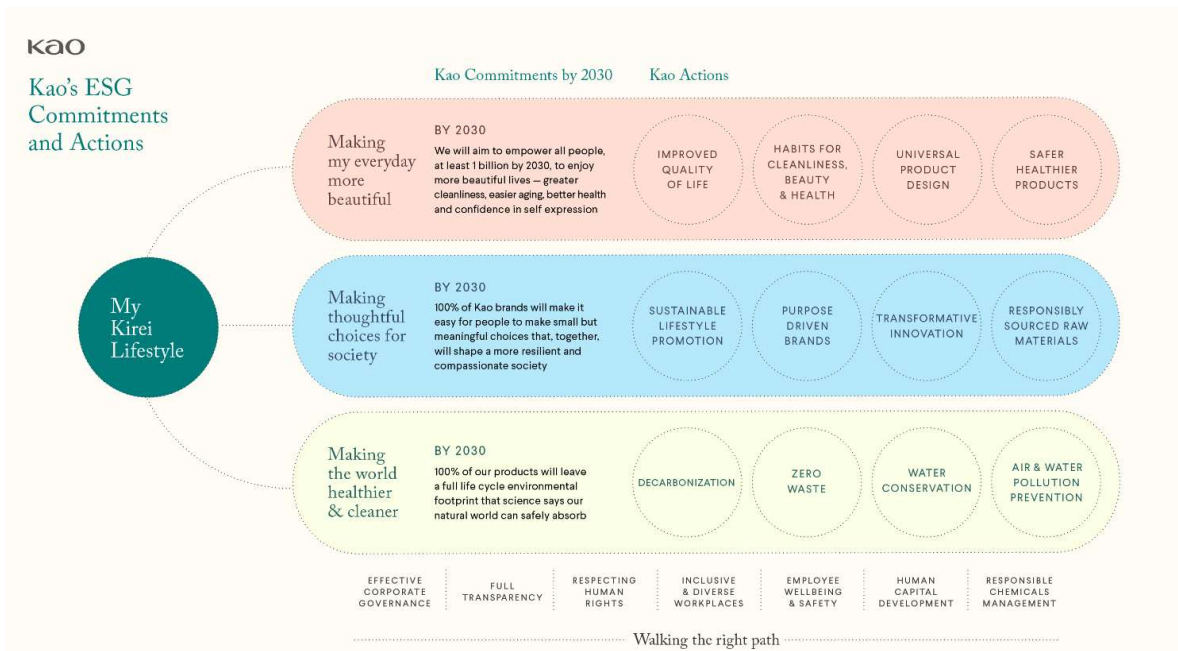 Kao
Kao's ESG
Commitments
and Actions
Kao Commitments by 2030
Kao Actions
My
Kirei
Lifestyle
Making
my everyday
more
beautiful
BY 2030
We will aim to empower all people,
at least 1 billion by 2030, to enjoy
more beautiful lives — greater
cleanliness, easier aging, better health
and confidence in self expression
IMPROVED
QUALITY
OF LIFE
HABITS FOR
CLEANLINESS,
BEAUTY
& HEALTH
UNIVERSAL
PRODUCT
DESIGN
SAFER
HEALTHIER
PRODUCTS
Making
thoughtful
choices for
society
BY 2030
100% of Kao brands will make it
easy for people to make small but
meaningful choices that, together,
will shape a more resilient and
compassionate society
SUSTAINABLE
LIFESTYLE
PROMOTION
PURPOSE
DRIVEN
BRANDS
TRANSFORMATIVE
INNOVATION
RESPONSIBLY
SOURCED RAW
MATERIALS
Making
the world
healthier
& cleaner
BY 2030
100% of our products will leave
a full life cycle environmental
footprint that science says our
natural world can safely absorb
DECARBONIZATION
ZERO
WASTE
WATER
CONSERVATION
AIR & WATER
POLLUTION
PREVENTION
EFFECTIVE
CORPORATE
GOVERNANCE
FULL
TRANSPARENCY
RESPECTING
HUMAN
RIGHTS
INCLUSIVE
& DIVERSE
WORKPLACES
EMPLOYEE
WELLBEING
& SAFETY
HUMAN
CAPITAL
DEVELOPMENT
RESPONSIBLE
CHEMICALS
MANAGEMENT
Walking the right path